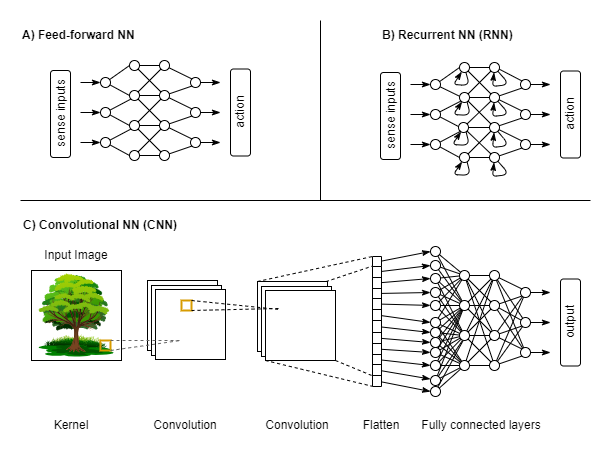 A) Feed-forward NN
sense inputs
action
B) Recurrent NN (RNN)
sense inputs
action
C) Convolutional NN (CNN)
Input Image
output
Kernel
Convolution
Convolution
Flatten
Fully connected layers